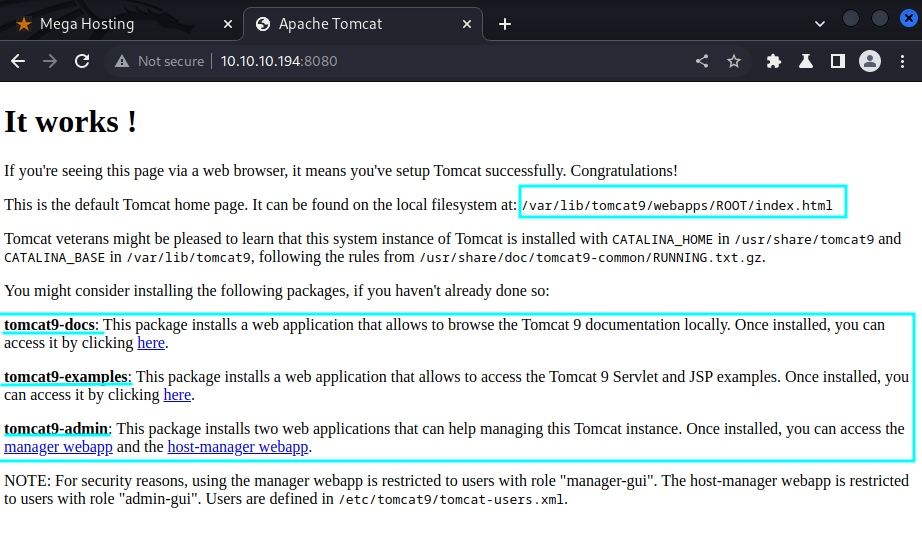 Mega Hosting
Apache Tomcat
Not secure
10.10.10.194:8080
It works !
If you're seeing this page via a web browser, it means you've setup Tomcat successfully. Congratulations!
This is the default Tomcat home page. It can be found on the local filesystem at: /var/lib/tomcat9/webapps/ROOT/index.html
Tomcat veterans might be pleased to learn that this system instance of Tomcat is installed with CATALINA_HOME in /usr/share/tomcat9 and
CATALINA_BASE in /var/lib/tomcat9, following the rules from /usr/share/doc/tomcat9-common/RUNNING.txt.gz.
You might consider installing the following packages, if you haven't already done so:
tomcat9-docs: This package installs a web application that allows to browse the Tomcat 9 documentation locally. Once installed, you can
access it by clicking here.
tomcat9-examples: This package installs a web application that allows to access the Tomcat 9 Servlet and JSP examples. Once installed, you
can access it by clicking here.
tomcat9-admin: This package installs two web applications that can help managing this Tomcat instance. Once installed, you can access the
manager webapp and the host-manager webapp.
NOTE: For security reasons, using the manager webapp is restricted to users with role "manager-gui". The host-manager webapp is restricted
to users with role "admin-gui". Users are defined in /etc/tomcat9/tomcat-users.xml.